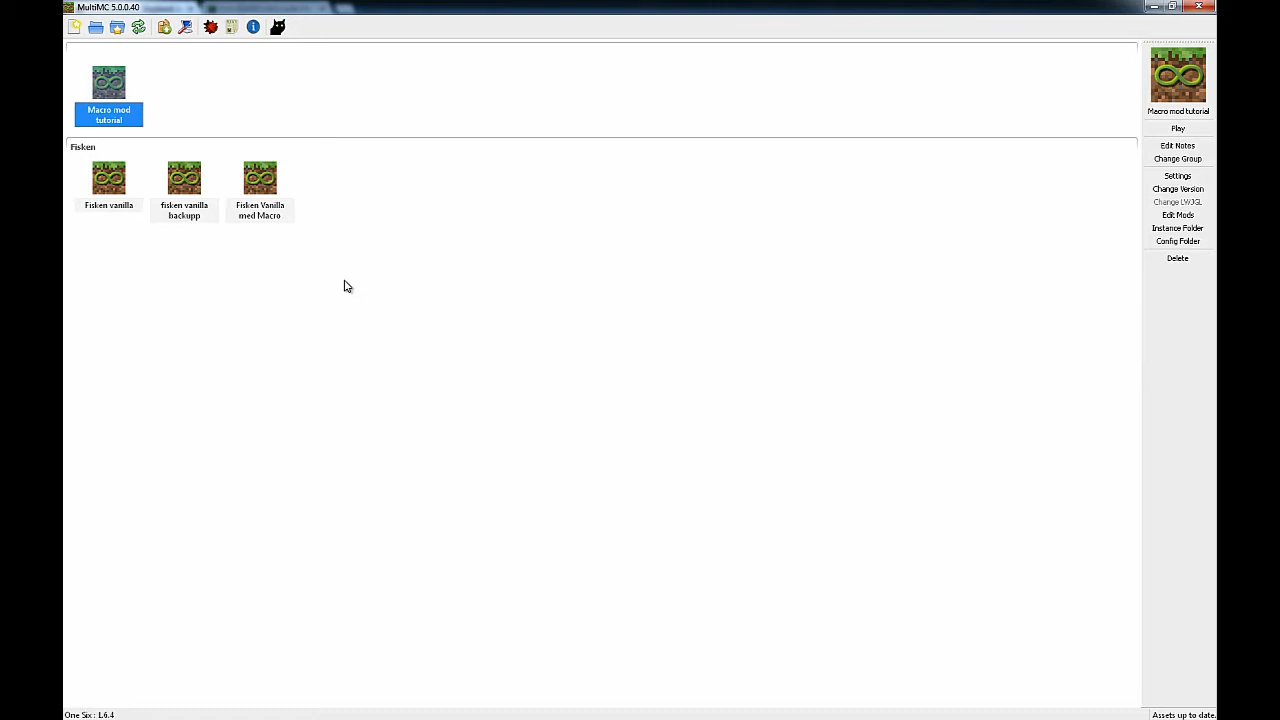 MultiMC 5.0.0.40
Macro mod
tutorial
Macro mod tutorial
Play
Fisken
Edit Notes
Change Group
Fisken vanilla
fisken vanilla
backupp
Fisken Vanilla
med Macro
Settings
Change Version
Change LWJGL
Edit Mods
Instance Folder
Config Folder
Delete
One Six : 1.6.4
Assets up to date.